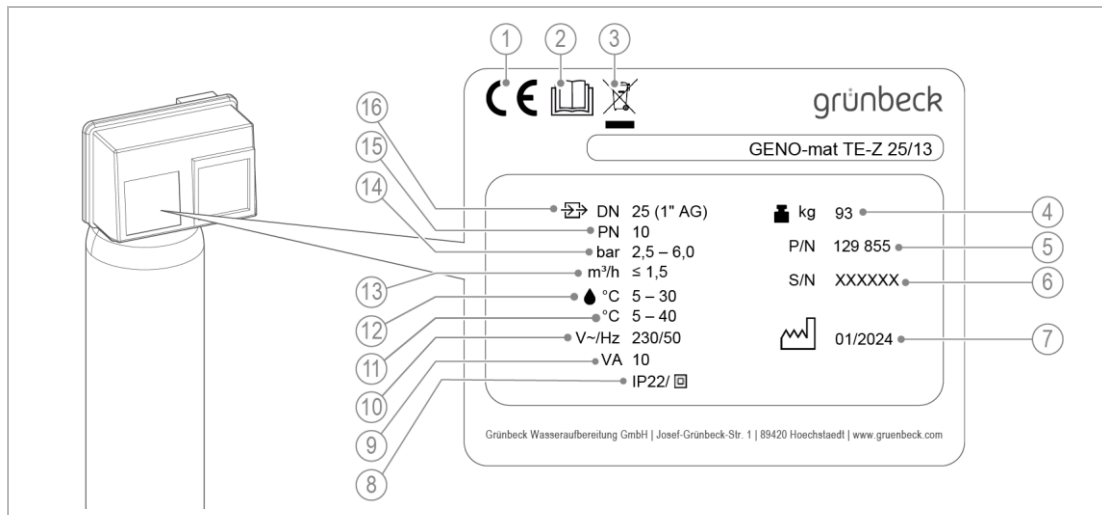 1 2 3
CE
grünbeck
GENO-mat TE-Z 25/13
16
15
14
13
12
11
10
9
8
DN 25 (1" AG)
PN 10
bar 2,5 – 6,0
m³/h ≤ 1,5
°C 5 – 30
°C 5 – 40
V~/Hz 230/50
VA 10
IP22/
kg 93
P/N 129 855
S/N XXXXXX
01/2024
4
5
6
7
Grünbeck Wasseraufbereitung GmbH | Josef-Grünbeck-Str. 1 | 89420 Hoechstaedt | www.gruenbeck.com